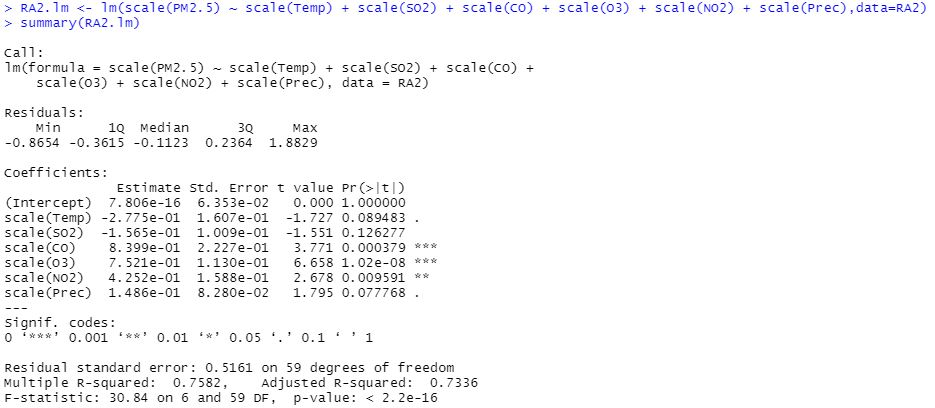 > RA2.lm <- lm(scale(PM2.5) ~ scale(Temp) + scale(SO2) + scale(CO) + scale(O3) + scale(NO2) + scale(Prec),data=RA2)
> summary(RA2.lm)

Call:
lm(formula = scale(PM2.5) ~ scale(Temp) + scale(SO2) + scale(CO) +
    scale(O3) + scale(NO2) + scale(Prec), data = RA2)

Residuals:
    Min      1Q  Median      3Q     Max
-0.8654 -0.3615 -0.1123  0.2364  1.8829

Coefficients:
              Estimate Std. Error t value Pr(>|t|)
(Intercept)  7.806e-16  6.353e-02   0.000 1.000000
scale(Temp) -2.775e-01  1.607e-01  -1.727 0.089483 .
scale(SO2)  -1.565e-01  1.009e-01  -1.551 0.126277
scale(CO)    8.399e-01  2.227e-01   3.771 0.000379 ***
scale(O3)    7.521e-01  1.130e-01   6.658 1.02e-08 ***
scale(NO2)   4.252e-01  1.588e-01   2.678 0.009591 **
scale(Prec)  1.486e-01  8.280e-02   1.795 0.077768 .
---
Signif. codes:
0 ‘***’ 0.001 ‘**’ 0.01 ‘*’ 0.05 ‘.’ 0.1 ‘ ’ 1

Residual standard error: 0.5161 on 59 degrees of freedom
Multiple R-squared:  0.7582,    Adjusted R-squared:  0.7336
F-statistic: 30.84 on 6 and 59 DF,  p-value: < 2.2e-16